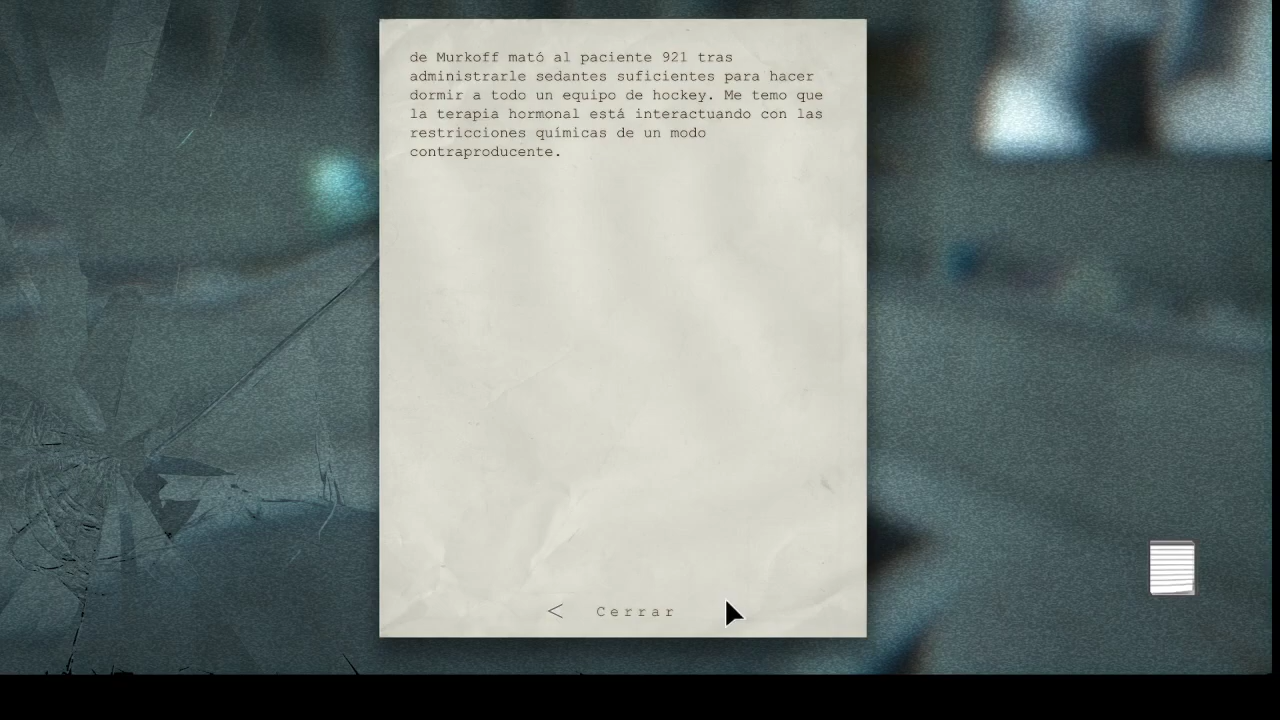 de Murkoff mató al paciente 921 tras
administrarle sedantes suficientes para hacer
dormir a todo un equipo de hockey. Me temo que
la terapia hormonal está interactuando con las
restricciones químicas de un modo
contraproducente.
< Cerrar